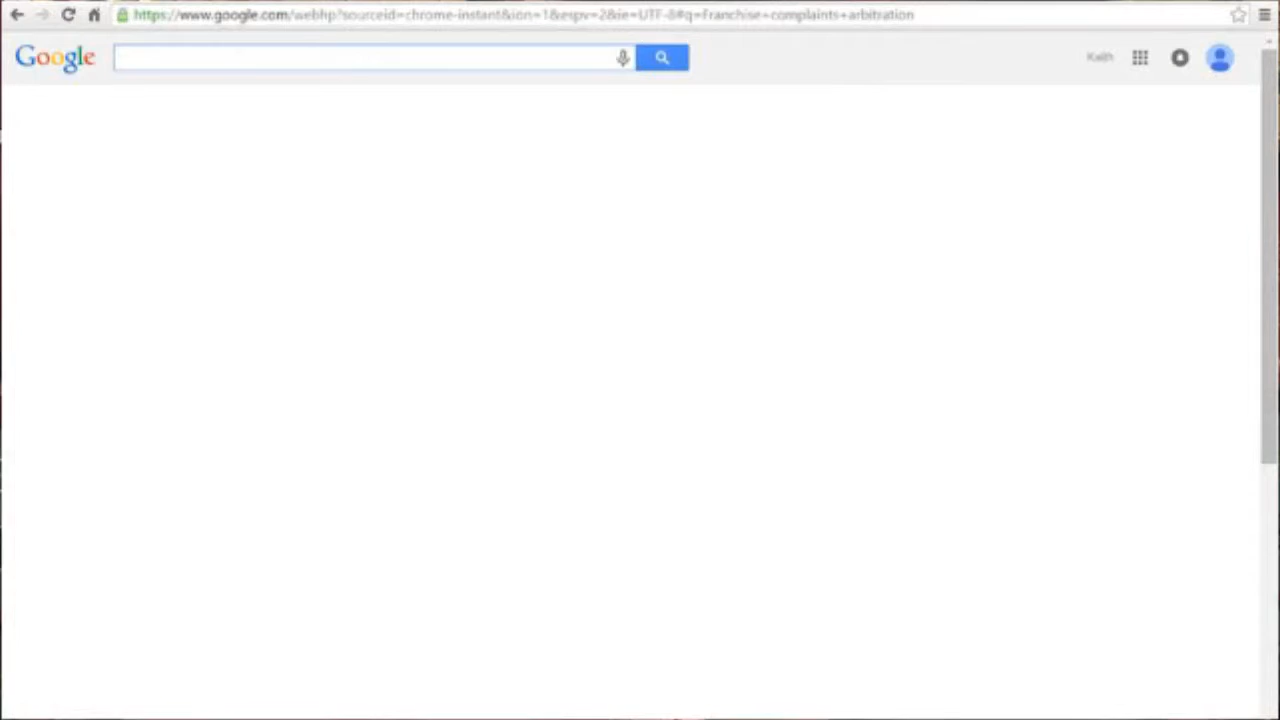 https://www.google.com/webhp?sourceid=chrome-instant&ion=1&espv=2&ie=UTF-8#q=Franchise+complaints+arbitration
Google
Keith